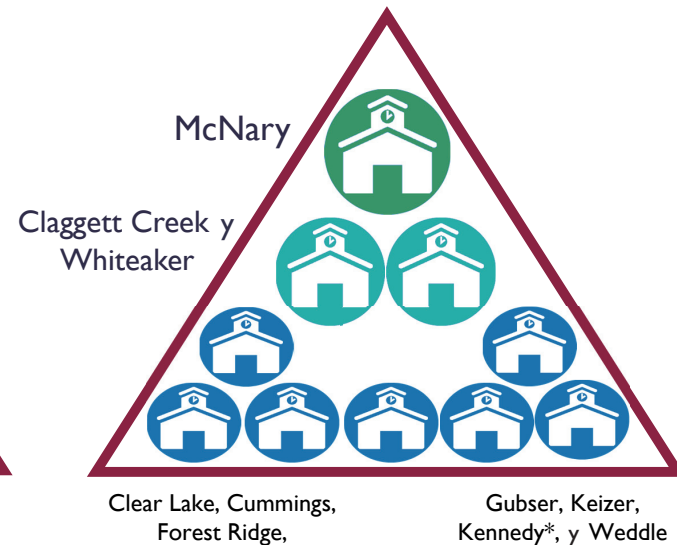 McNary
Claggett Creek y
Whiteaker
Clear Lake, Cummings,
Forest Ridge,
Gubser, Keizer,
Kennedy*, y Weddle